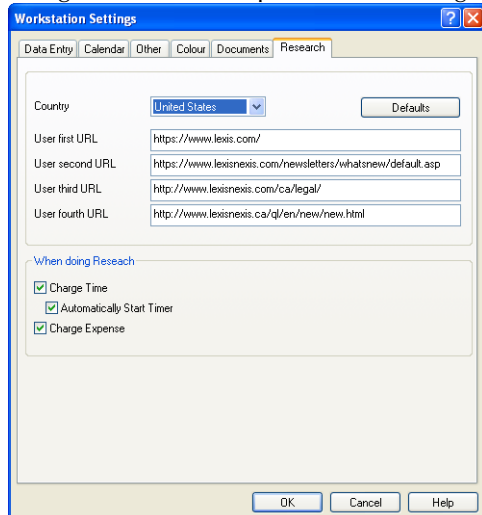 Workstation Settings
Data Entry Calendar Other Colour Documents Research
Country United States Defaults
User first URL https://www.lexis.com/
User second URL https://www.lexisnexis.com/newsletters/whatsnew/default.asp
User third URL http://www.lexisnexis.com/ca/legal/
User fourth URL http://www.lexisnexis.ca/ql/en/new/new.html
When doing Reseach
Charge Time
Automatically Start Timer
Charge Expense
OK Cancel Help